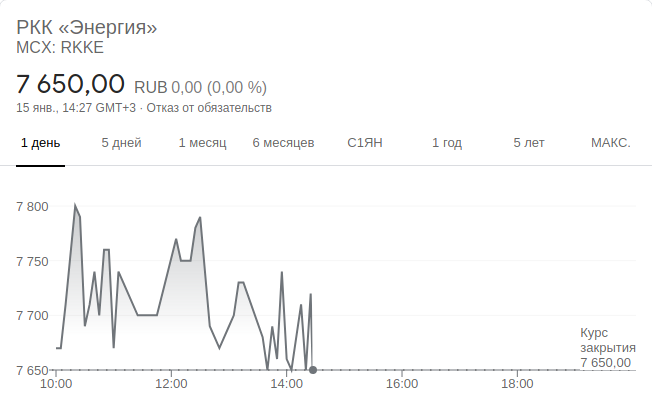 РКК «Энергия»
MCX: RKKE
7 650,00 RUB 0,00 (0,00 %)
15 янв., 14:27 GMT+3 · Отказ от обязательств
1 день 5 дней 1 месяц 6 месяцев С1ЯН 1 год 5 лет МАКС.
7 800
7 750
7 700
Курс
закрытия
7 650,00
7 650
10:00 12:00 14:00 16:00 18:00